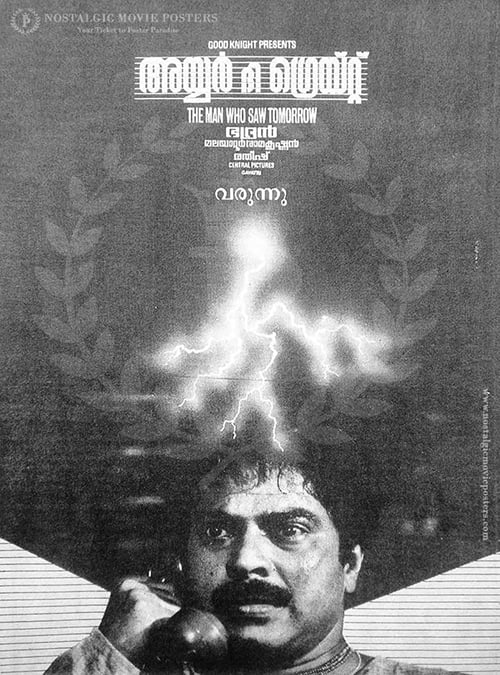 NOSTALGIC MOVIE POSTERS
Your Ticket to Poster Paradise
GOOD KNIGHT PRESENTS
അയ്യർ ദ ഗ്രെയ്റ്റ്
THE MAN WHO SAW TOMORROW
ഭദ്രൻ
മലയാറ്റൂർ രാമകൃഷ്ണൻ
രതീഷ്
CENTRAL PICTURES
വരുന്നു
www.nostalgicmovieposters.com